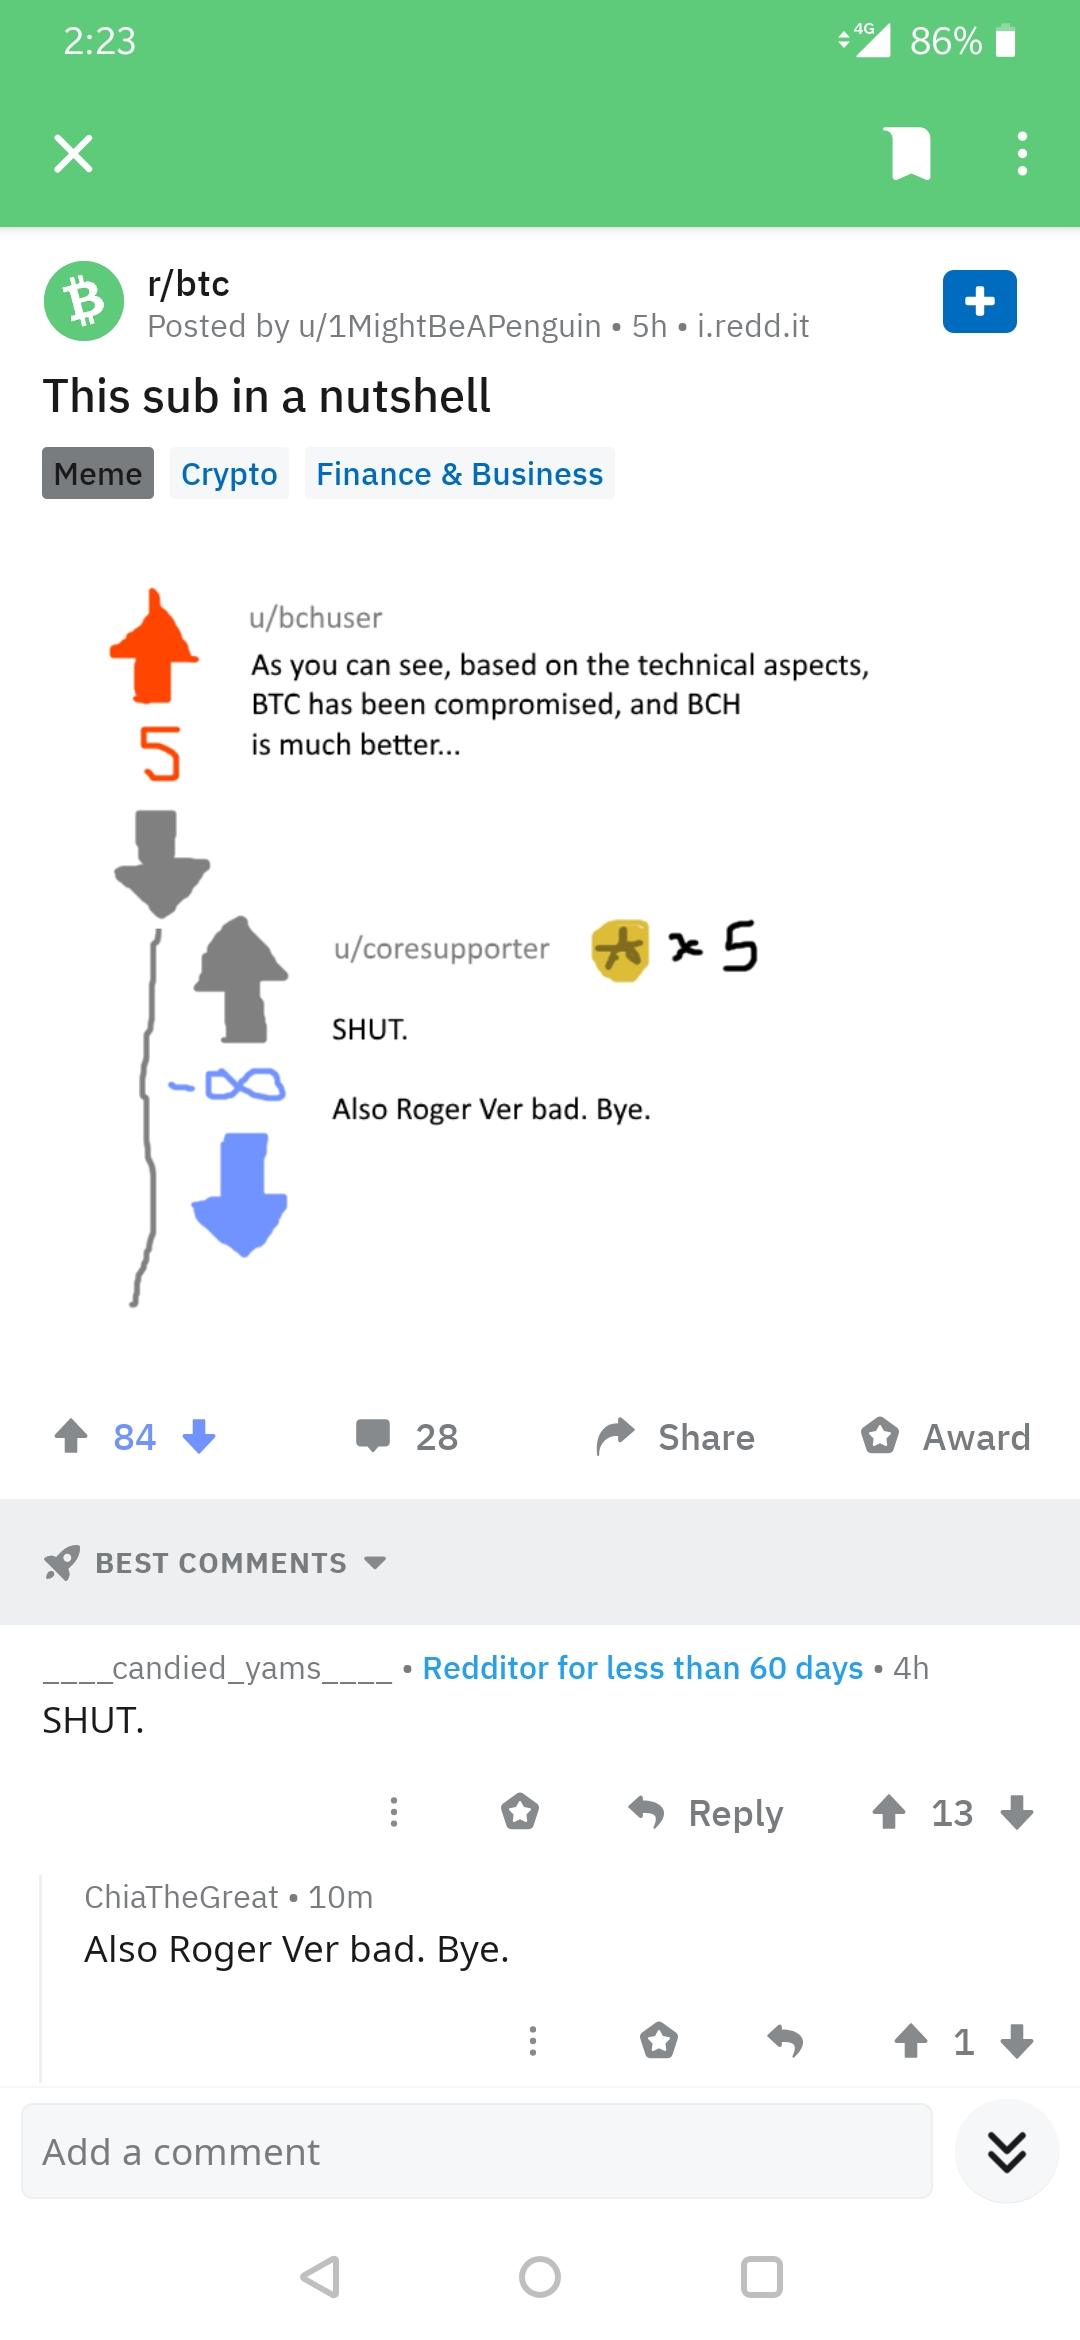 2:23
4G
86%
r/btc
Posted by u/1MightBeAPenguin • 5h • i.redd.it
This sub in a nutshell
Meme Crypto Finance & Business
u/bchuser
As you can see, based on the technical aspects,
BTC has been compromised, and BCH
is much better...
5
u/coresupporter x 5
SHUT.
-∞
Also Roger Ver bad. Bye.
84 28 Share Award
BEST COMMENTS
____candied_yams____ • Redditor for less than 60 days • 4h
SHUT.
Reply 13
ChiaTheGreat • 10m
Also Roger Ver bad. Bye.
1
Add a comment